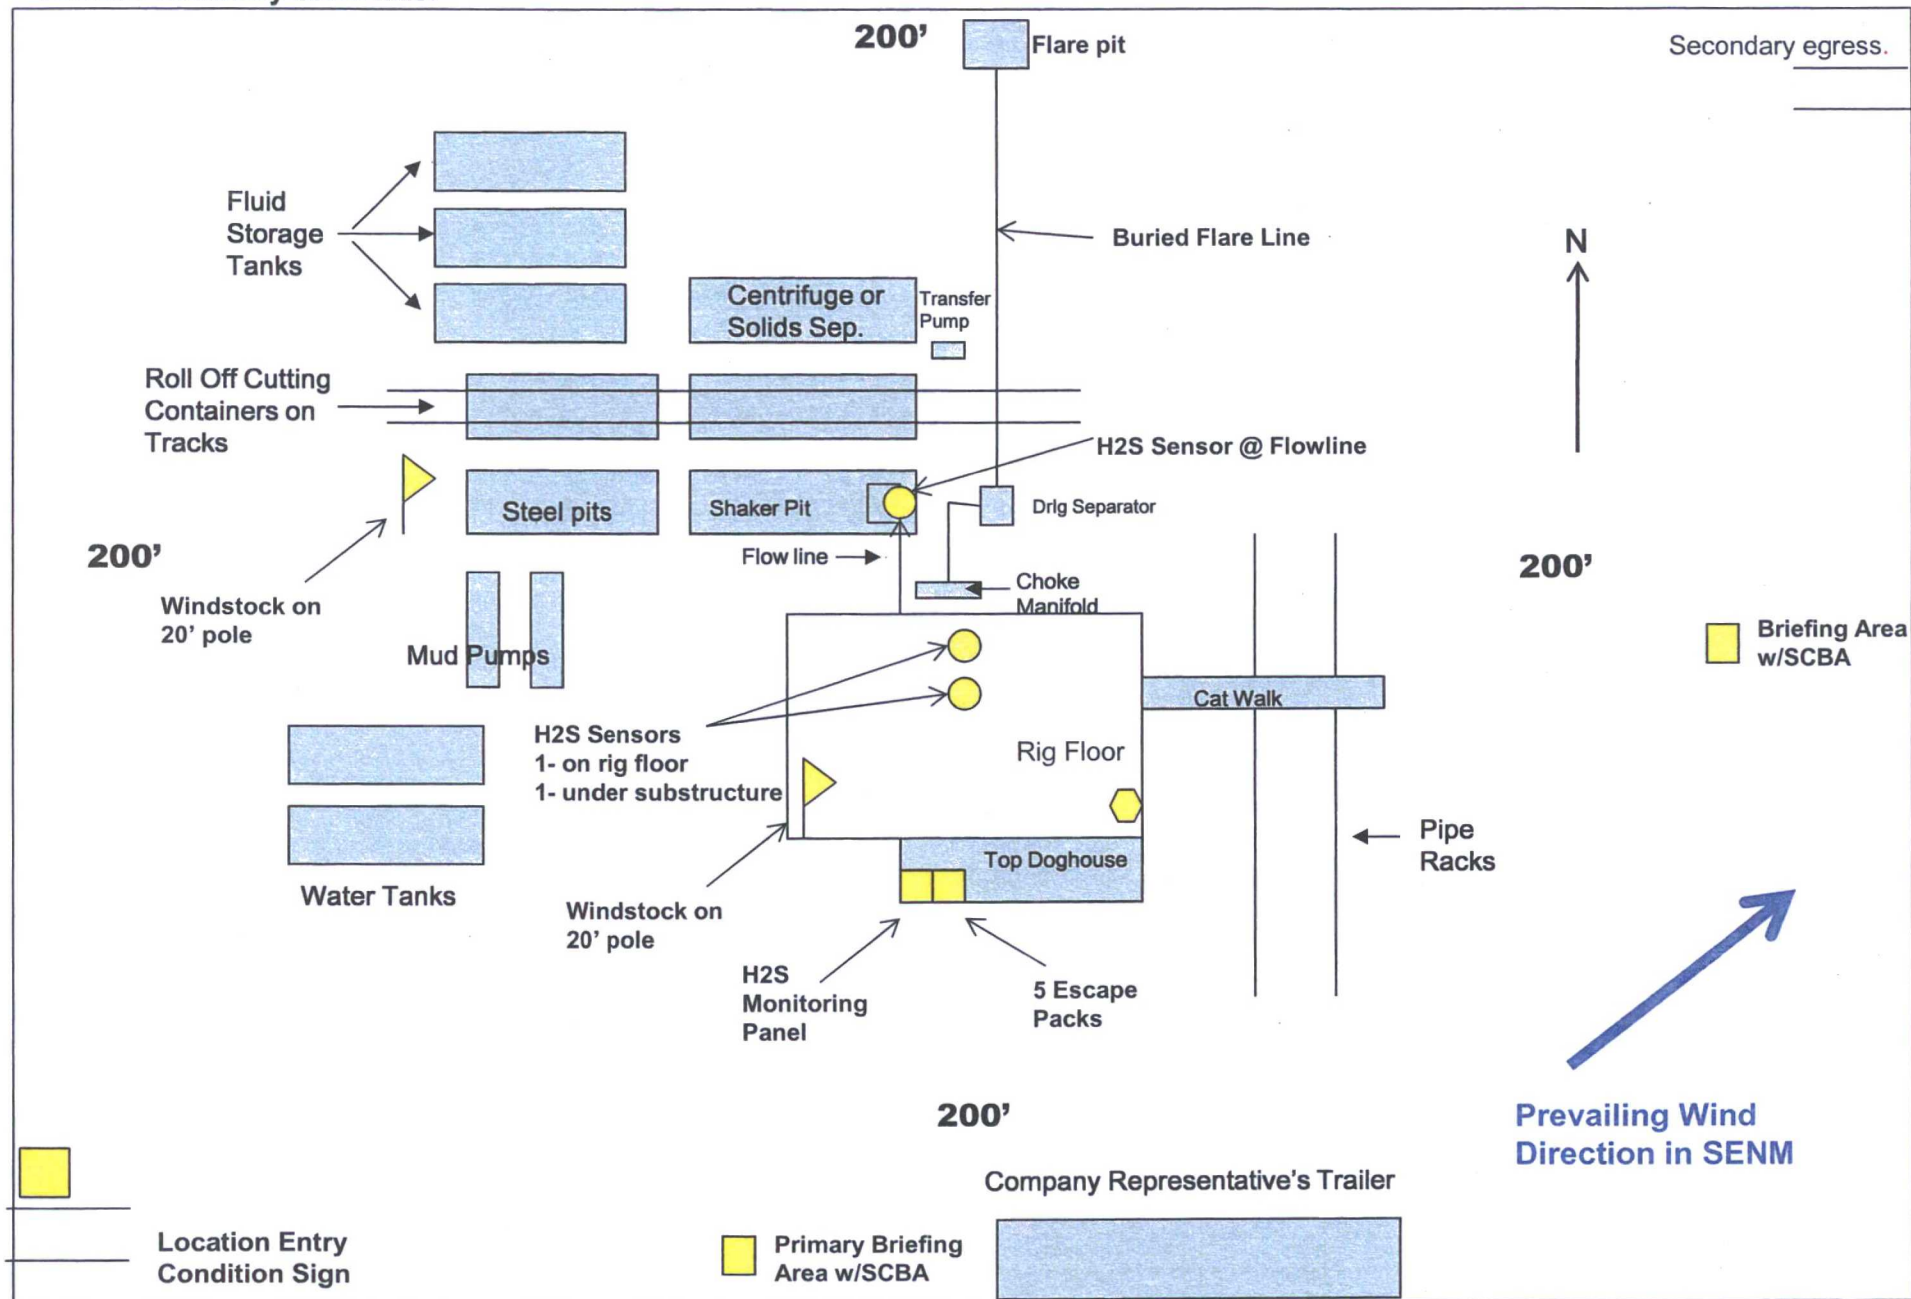 200'
Flare pit
Secondary egress.
Fluid
Storage
Tanks
Buried Flare Line
N
Centrifuge or
Solids Sep.
Transfer
Pump
Roll Off Cutting
Containers on
Tracks
H2S Sensor @ Flowline
Steel pits
Shaker Pit
Drlg Separator
200'
Flow line
200'
Choke
Manifold
Windstock on
20' pole
Mud Pumps
Briefing Area
w/SCBA
Cat Walk
H2S Sensors
1- on rig floor
1- under substructure
Rig Floor
Pipe
Racks
Top Doghouse
Water Tanks
Windstock on
20' pole
H2S
Monitoring
Panel
5 Escape
Packs
200'
Prevailing Wind
Direction in SENM
Company Representative's Trailer
Location Entry
Condition Sign
Primary Briefing
Area w/SCBA